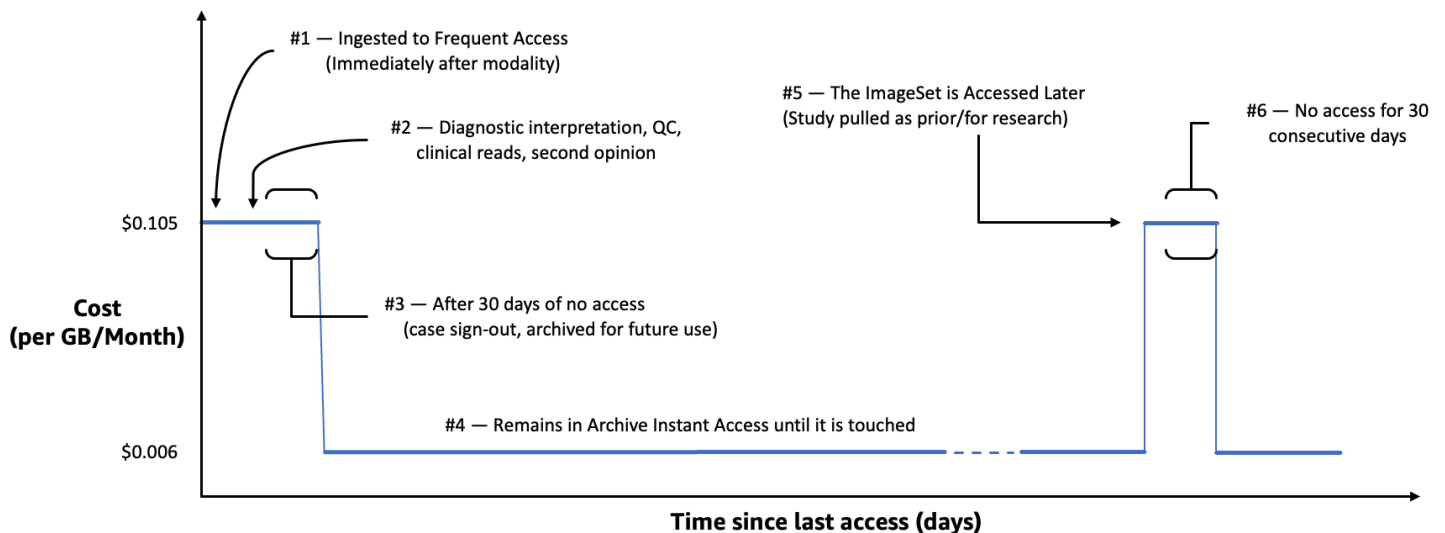 #1 — Ingested to Frequent Access
(Immediately after modality)
#2 — Diagnostic interpretation, QC,
clinical reads, second opinion
#5 — The ImageSet is Accessed Later
(Study pulled as prior/for research)
#6 — No access for 30
consecutive days
$0.105
Cost
(per GB/Month)
#3 — After 30 days of no access
(case sign-out, archived for future use)
#4 — Remains in Archive Instant Access until it is touched
$0.006
Time since last access (days)